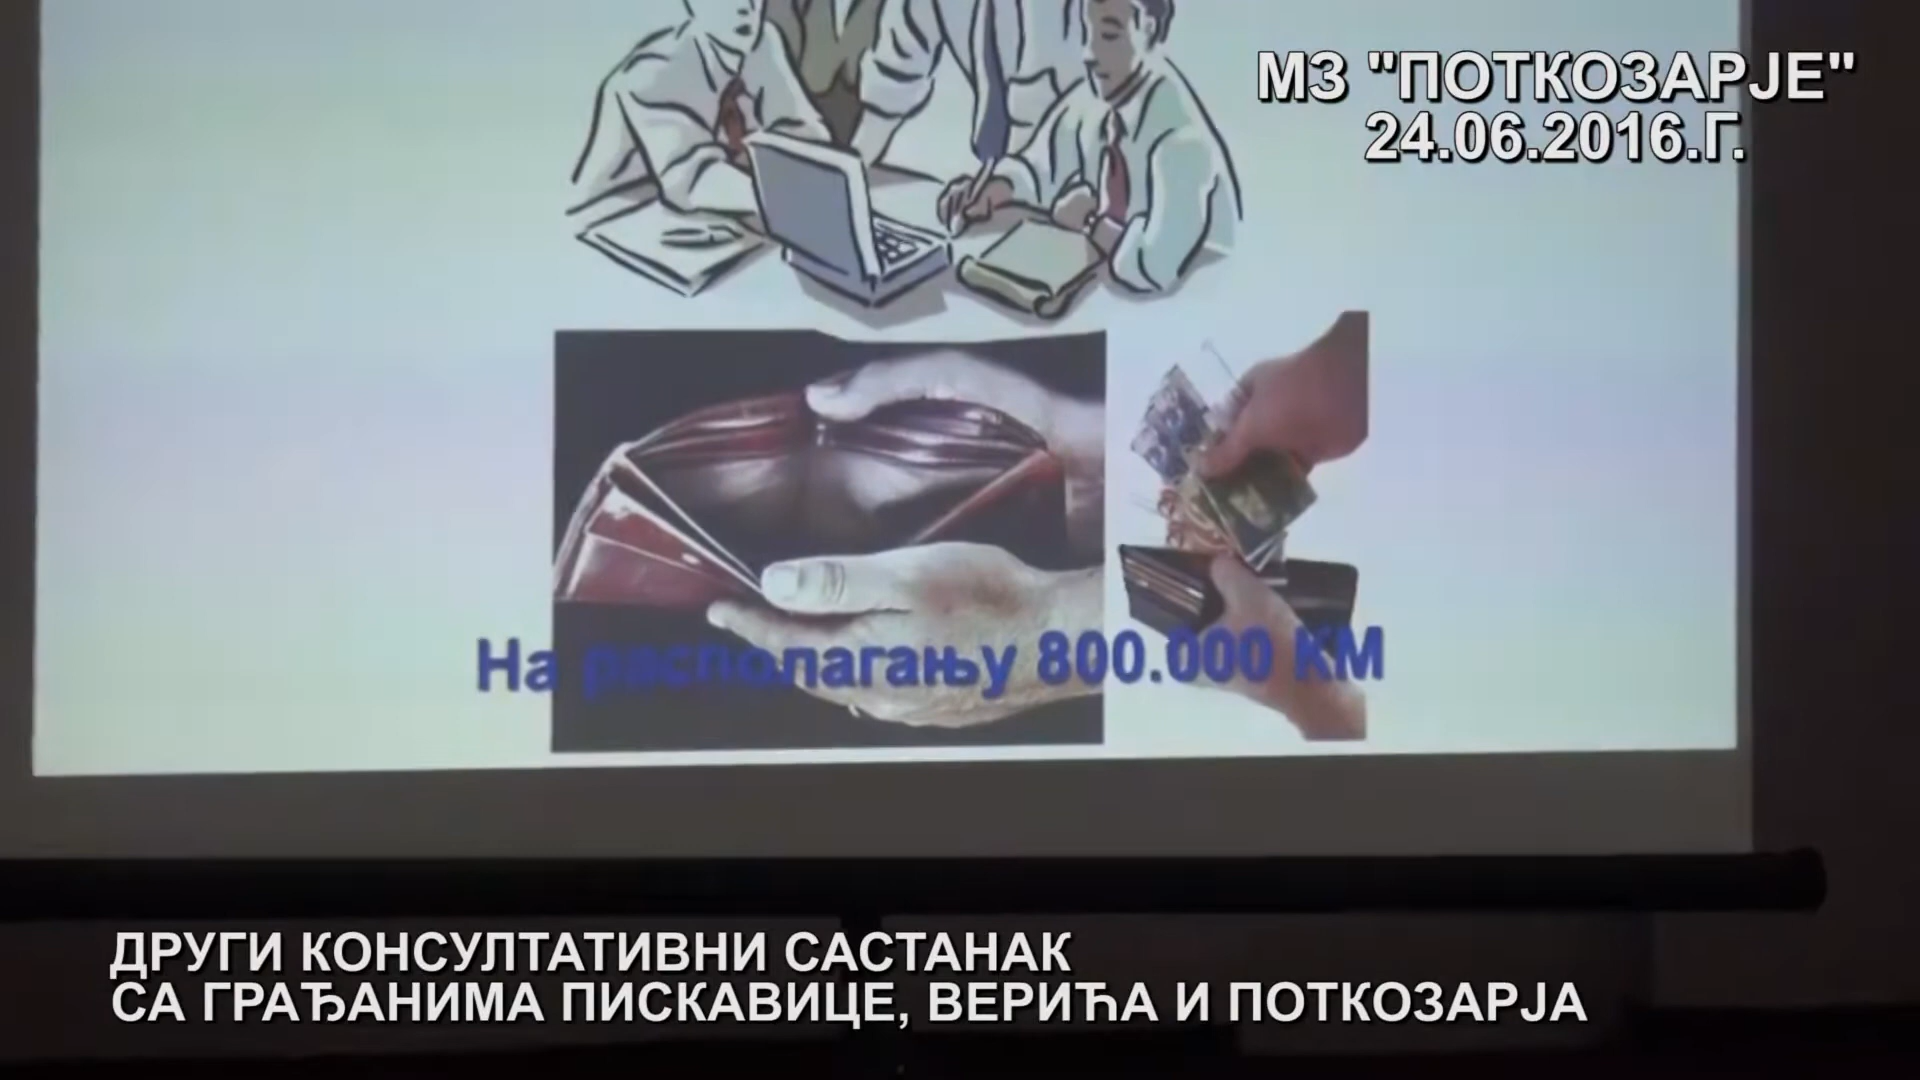 МЗ "ПОТКОЗАРЈЕ"
24.06.2016.Г.
На располагању 800.000 КМ
ДРУГИ КОНСУЛТАТИВНИ САСТАНАК
СА ГРАЂАНИМА ПИСКАВИЦЕ, ВЕРИЋА И ПОТКОЗАРЈА